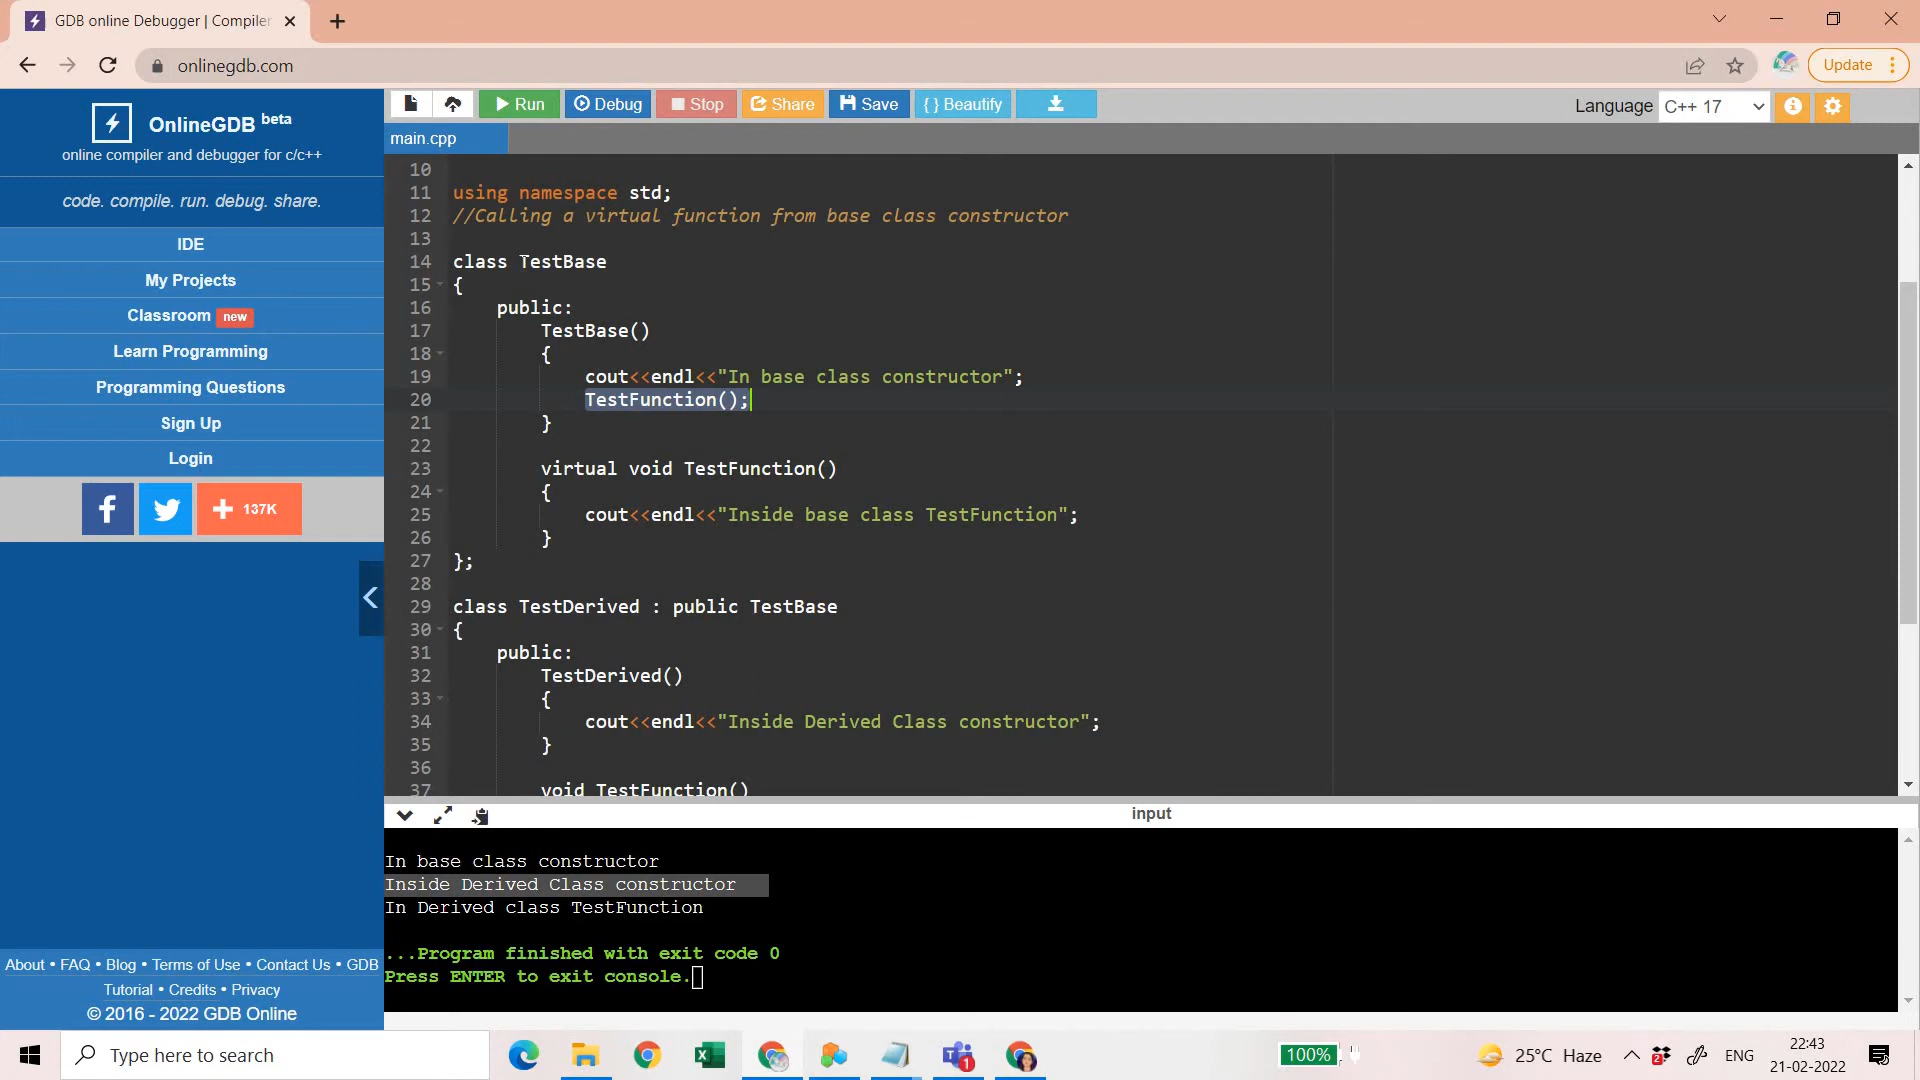 GDB online Debugger | Compiler
onlinegdb.com
Update
OnlineGDB beta
online compiler and debugger for c/c++
code. compile. run. debug. share.
IDE
My Projects
Classroom new
Learn Programming
Programming Questions
Sign Up
Login
137K
About • FAQ • Blog • Terms of Use • Contact Us • GDB
Tutorial • Credits • Privacy
© 2016 - 2022 GDB Online
Run
Debug
Stop
Share
Save
{ } Beautify
Language C++ 17
main.cpp
10
11 using namespace std;
12 //Calling a virtual function from base class constructor
13
14 class TestBase
15 {
16 public:
17 TestBase()
18 {
19 cout<<endl<<"In base class constructor";
20 TestFunction();
21 }
22
23 virtual void TestFunction()
24 {
25 cout<<endl<<"Inside base class TestFunction";
26 }
27 };
28
29 class TestDerived : public TestBase
30 {
31 public:
32 TestDerived()
33 {
34 cout<<endl<<"Inside Derived Class constructor";
35 }
36
37 void TestFunction()
input
In base class constructor
Inside Derived Class constructor
In Derived class TestFunction
...Program finished with exit code 0
Press ENTER to exit console.
Type here to search
100%
25°C Haze
ENG
22:43
21-02-2022